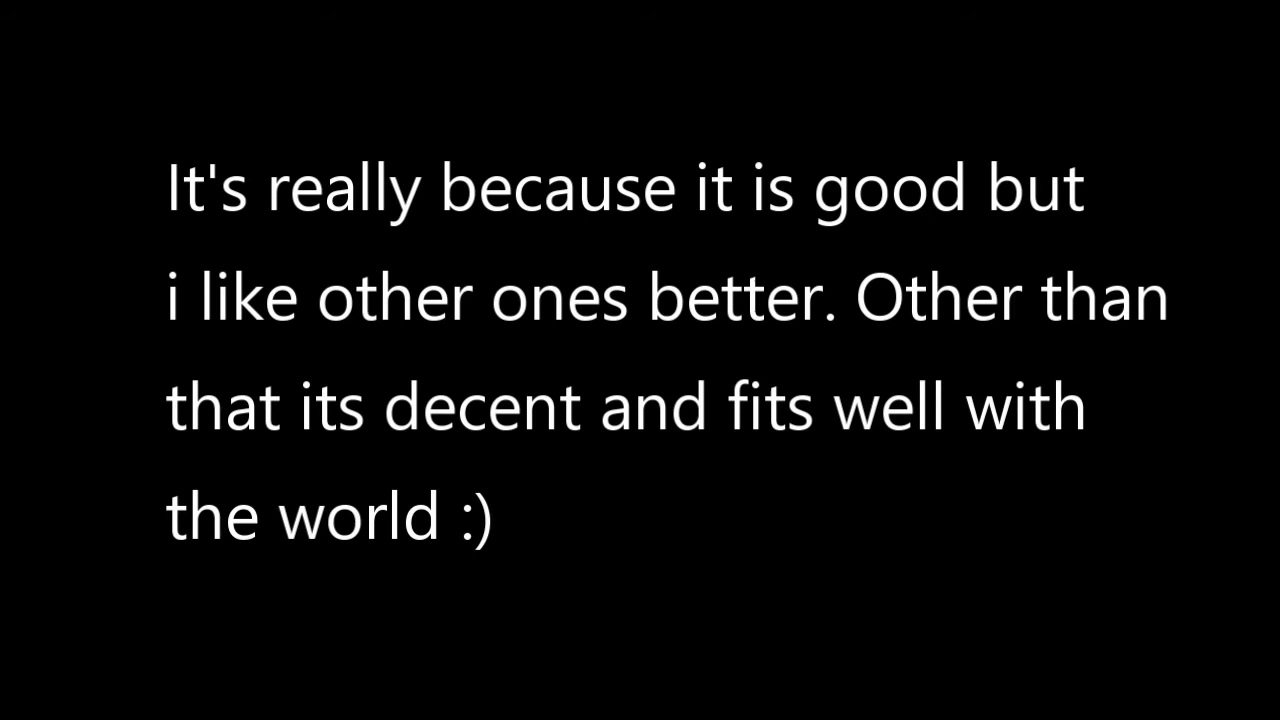 It's really because it is good but
i like other ones better. Other than
that its decent and fits well with
the world :)